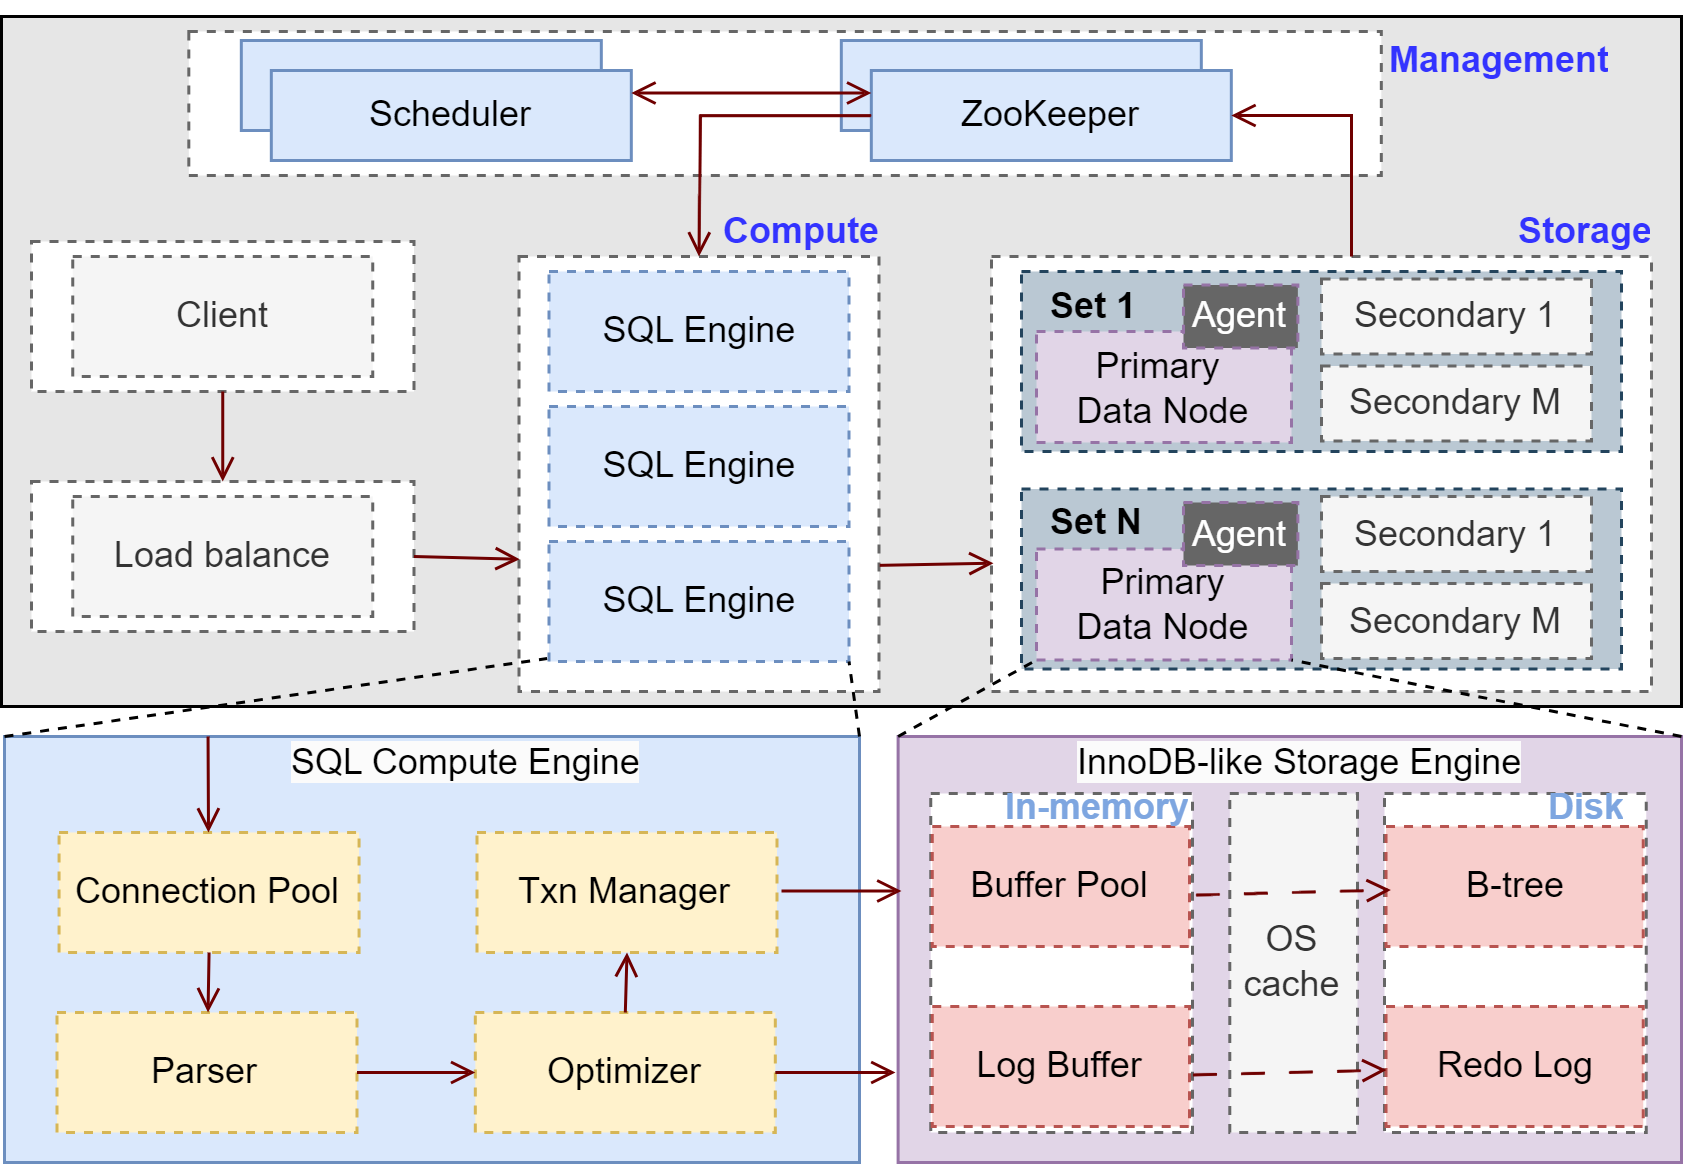 Management
Scheduler
ZooKeeper
Compute
Storage
Client
Load balance
SQL Engine
SQL Engine
SQL Engine
Set 1
Agent
Primary
Data Node
Secondary 1
Secondary M
Set N
Agent
Primary
Data Node
Secondary 1
Secondary M
SQL Compute Engine
Connection Pool
Txn Manager
Parser
Optimizer
InnoDB-like Storage Engine
In-memory
Disk
Buffer Pool
OS
cache
B-tree
Log Buffer
Redo Log